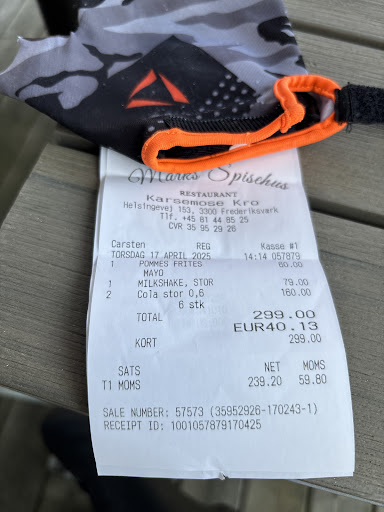 Marks Spisehus
RESTAURANT
Karsemose Kro
Helsingevej 153, 3300 Frederiksværk
Tlf. +45 81 44 85 25
CVR 35 95 29 26
Carsten REG Kasse #1
TORSDAG 17 APRIL 2025 14:14 057879
1 POMMES FRITES 60.00
MAYO
1 MILKSHAKE, STOR 79.00
2 Cola stor 0,6 160.00
6 stk
TOTAL 299.00
EUR40.13
KORT 299.00
SATS NET MOMS
T1 MOMS 239.20 59.80
SALE NUMBER: 57573 (35952926-170243-1)
RECEIPT ID: 1001057879170425